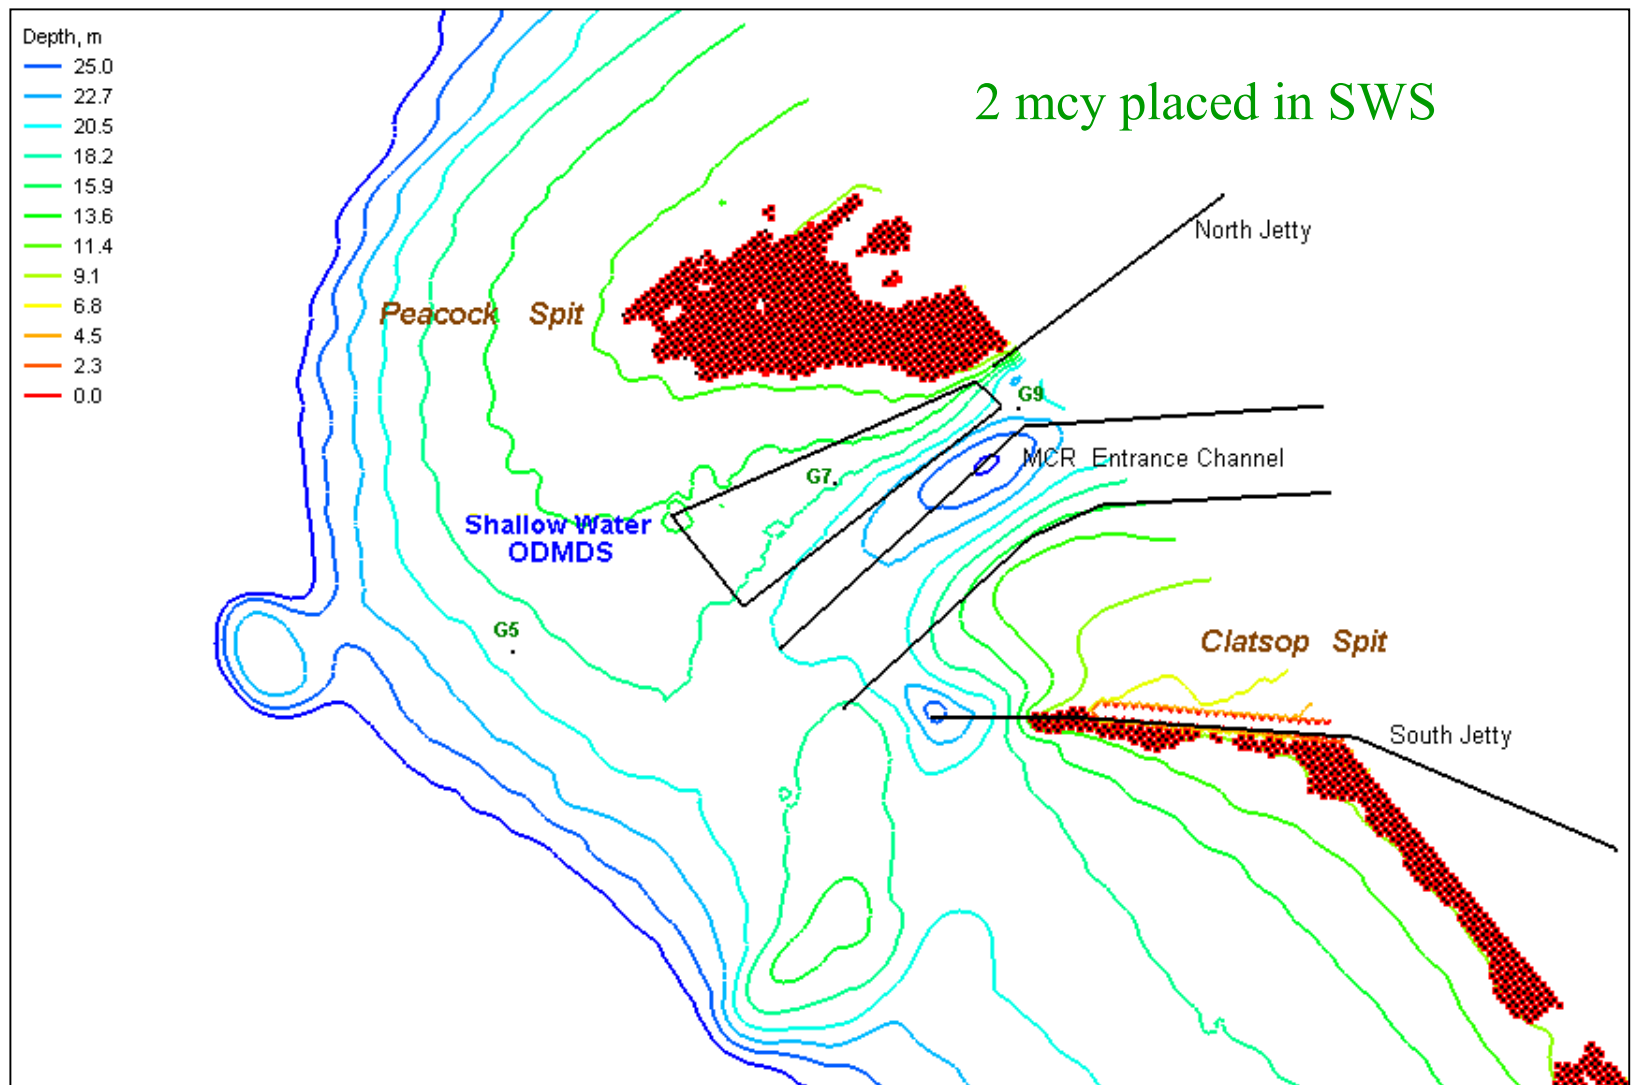 Depth, m
25.0
22.7
20.5
18.2
15.9
13.6
11.4
9.1
6.8
4.5
2.3
0.0
2 mcy placed in SWS
North Jetty
Peacock Spit
G9
MCR Entrance Channel
G7
Shallow Water
ODMDS
G5
Clatsop Spit
South Jetty